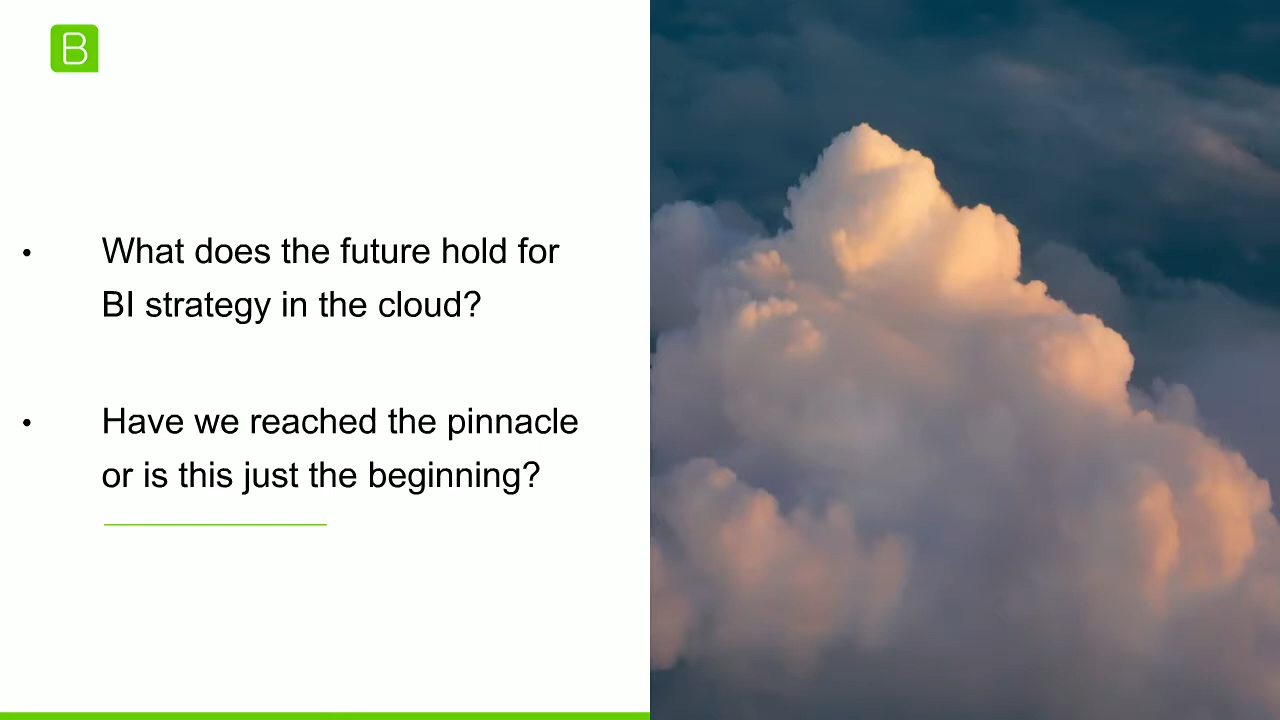 B
• What does the future hold for
BI strategy in the cloud?
• Have we reached the pinnacle
or is this just the beginning?